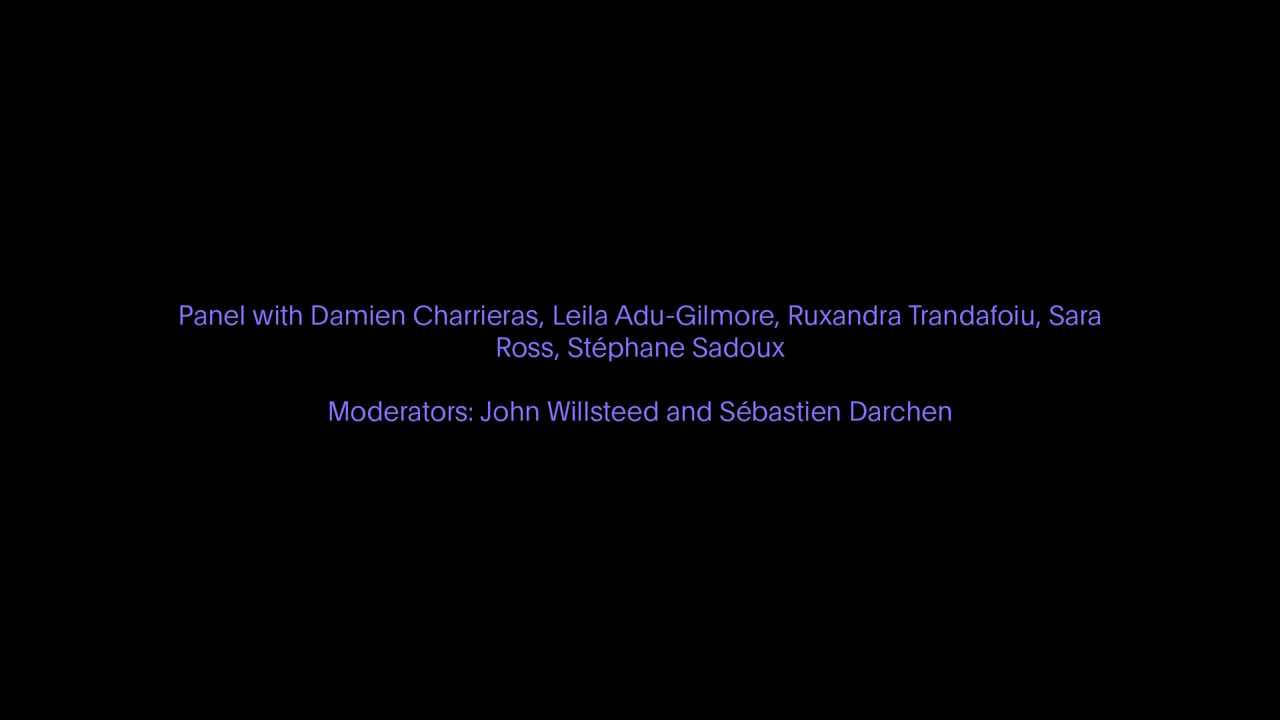 Panel with Damien Charrieras, Leila Adu-Gilmore, Ruxandra Trandafoiu, Sara
Ross, Stéphane Sadoux
Moderators: John Willsteed and Sébastien Darchen